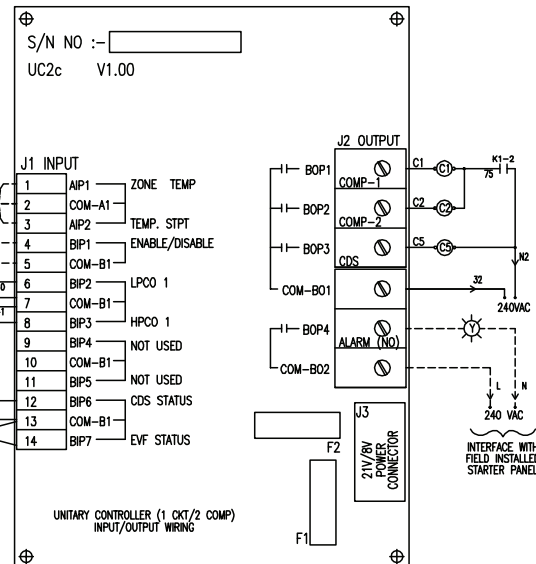 S/N NO :-
UC2c V1.00
J1 INPUT
1 AIP1 ZONE TEMP
2 COM-A1
3 AIP2 TEMP. STPT
4 BIP1 ENABLE/DISABLE
5 COM-B1
6 BIP2 LPCO 1
7 COM-B1
8 BIP3 HPCO 1
9 BIP4 NOT USED
10 COM-B1
11 BIP5 NOT USED
12 BIP6 CDS STATUS
13 COM-B1
14 BIP7 EVF STATUS
J2 OUTPUT
BOP1 C1 C1 K1-2
75
COMP-1
BOP2 C2 C2
COMP-2
BOP3 C5 C5
CDS
N2
COM-BO1 32
240VAC
BOP4 Y
ALARM (NO)
COM-BO2
L N
240 VAC
INTERFACE WITH
FIELD INSTALLED
STARTER PANEL
J3
21V/8V
POWER
CONNECTOR
F2
F1
UNITARY CONTROLLER (1 CKT/2 COMP)
INPUT/OUTPUT WIRING